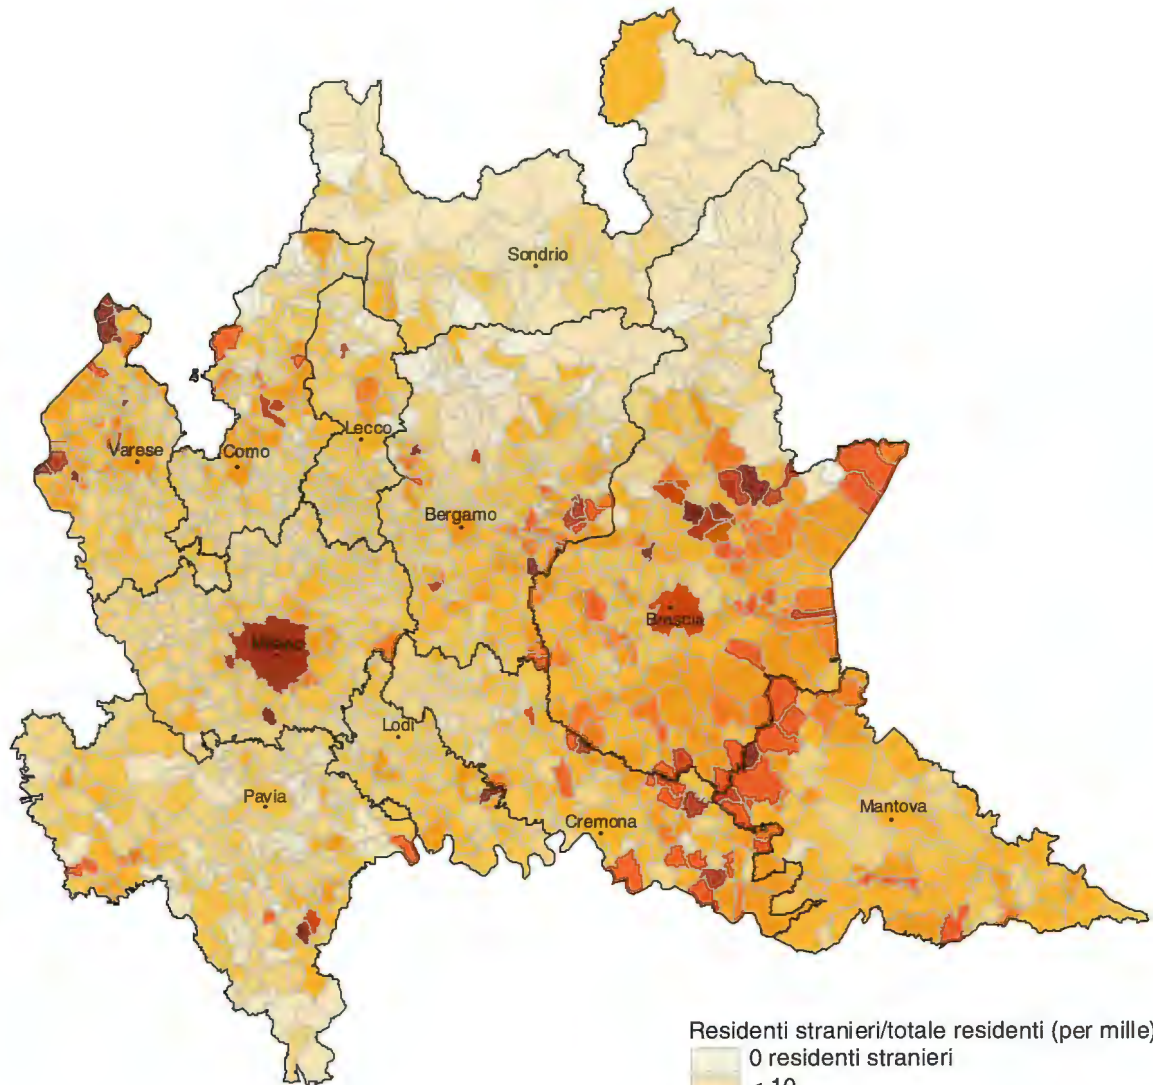 Sondrio
Lecco
Varese
Como
Bergamo
Brescia
Milano
Lodi
Pavia
Mantova
Cremona
Residenti stranieri/totale residenti (per mille)
0 residenti stranieri
< 10